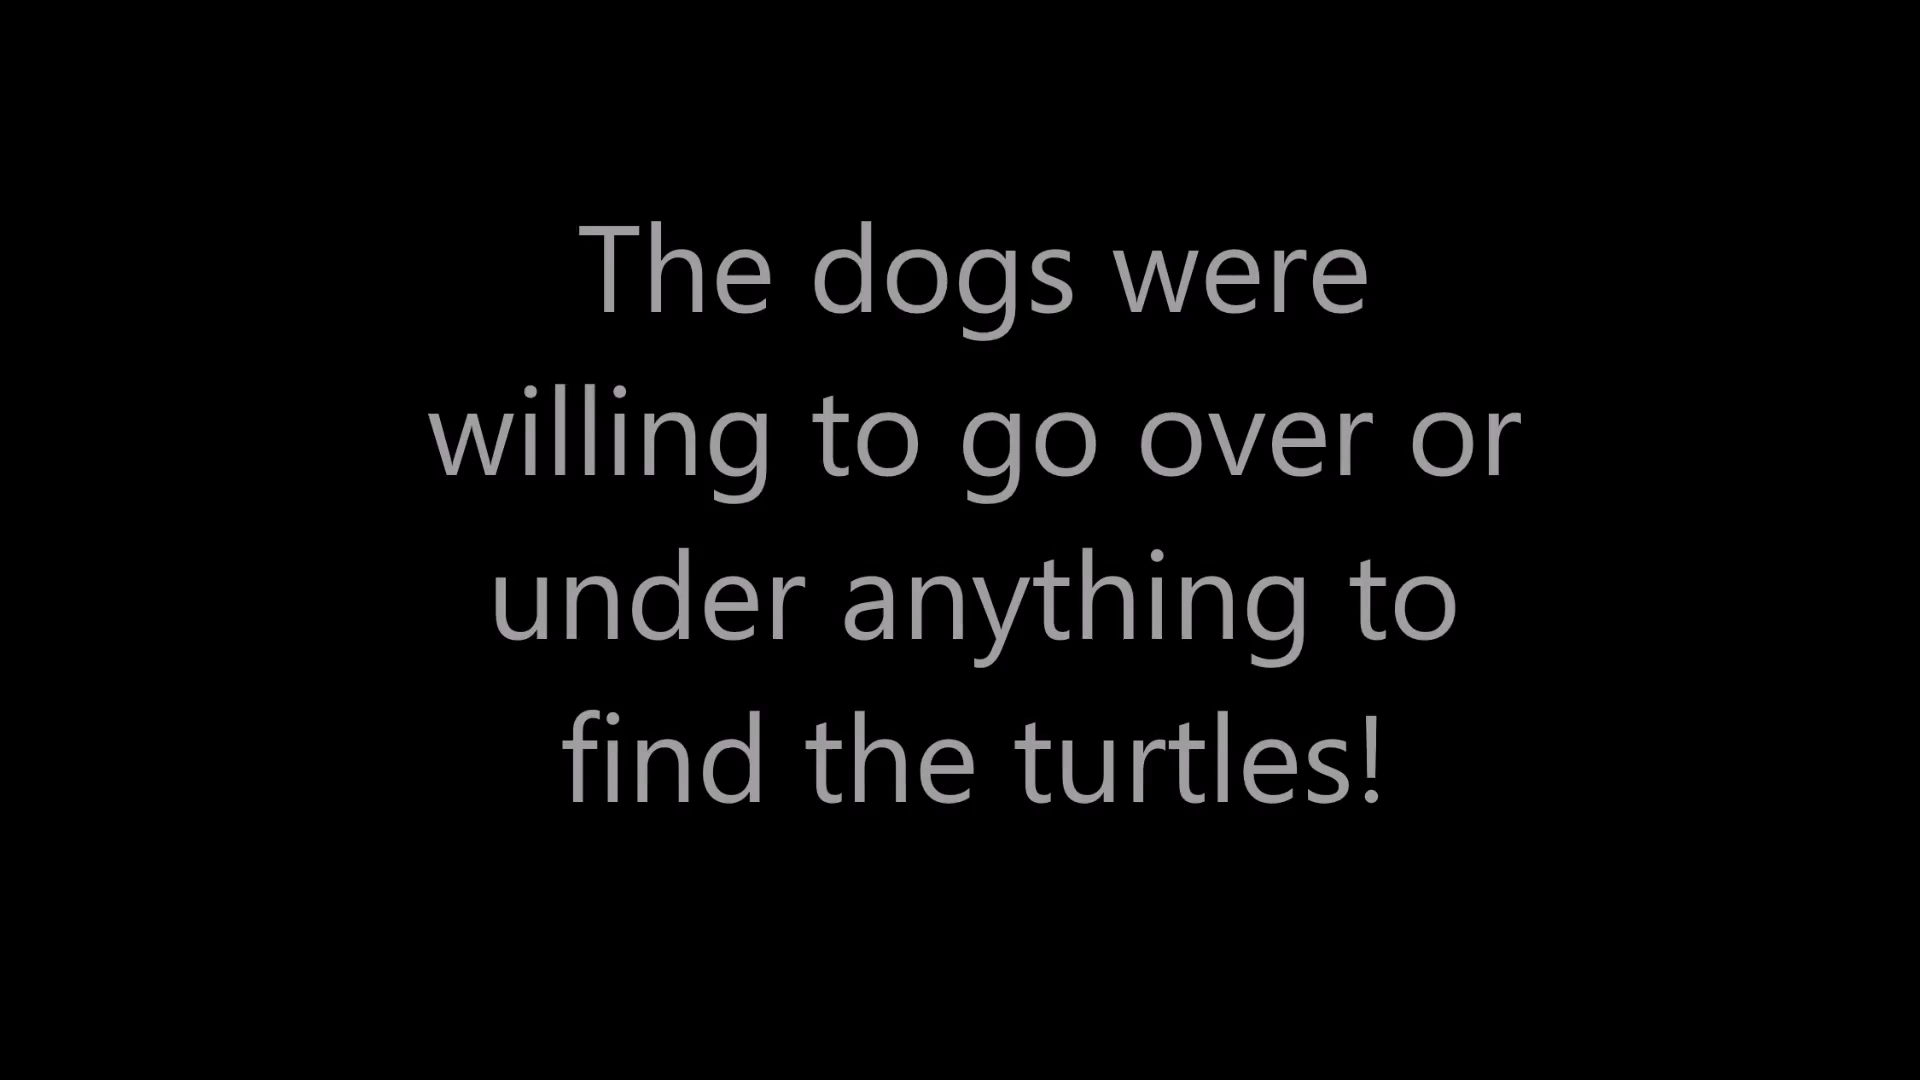 The dogs were
willing to go over or
under anything to
find the turtles!